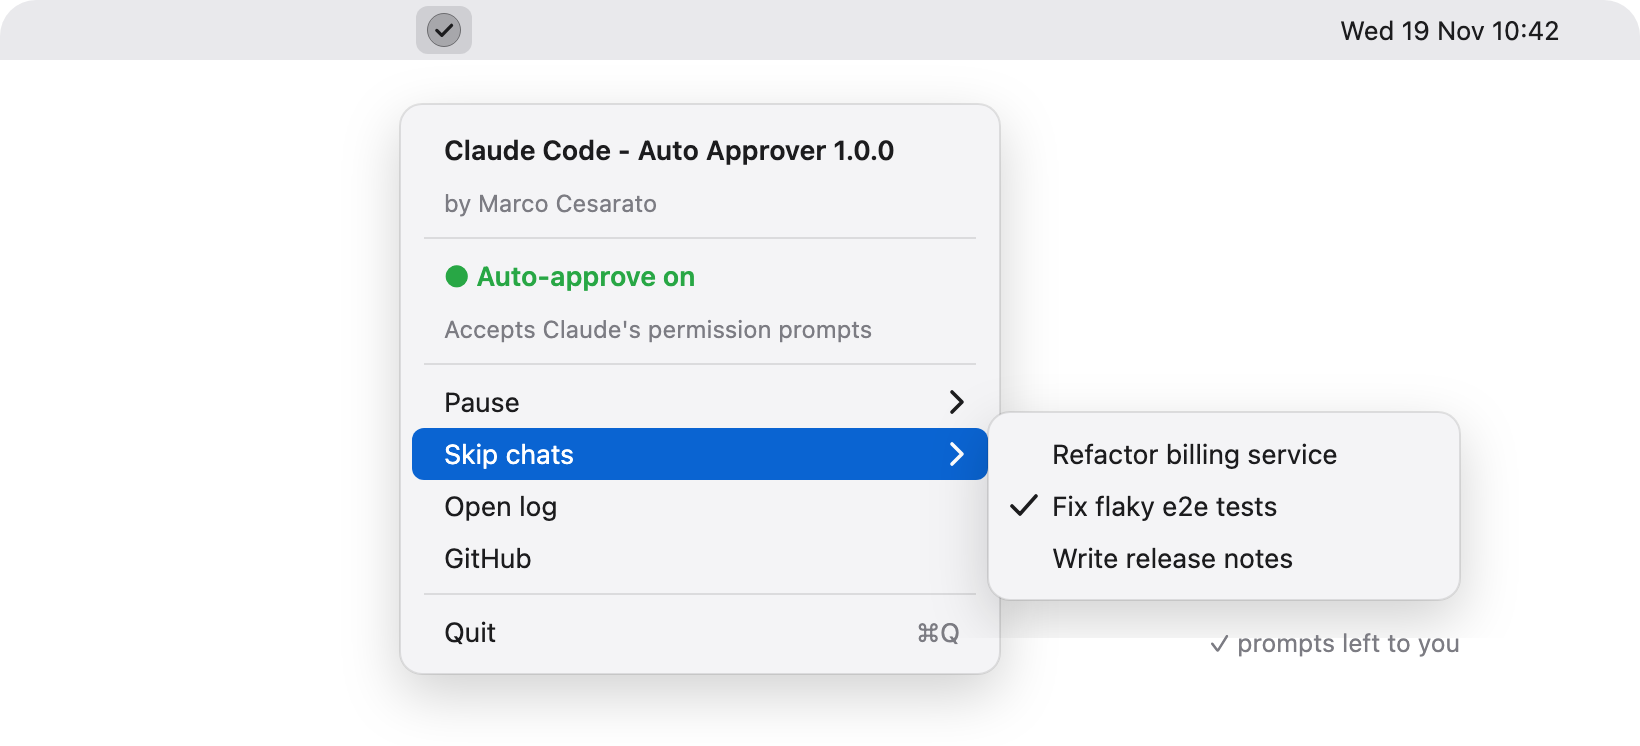 Wed 19 Nov 10:42
Claude Code - Auto Approver 1.0.0
by Marco Cesarato
Auto-approve on
Accepts Claude's permission prompts
Pause
Skip chats
Open log
GitHub
Quit ⌘Q
Refactor billing service
✓ Fix flaky e2e tests
Write release notes
✓ prompts left to you